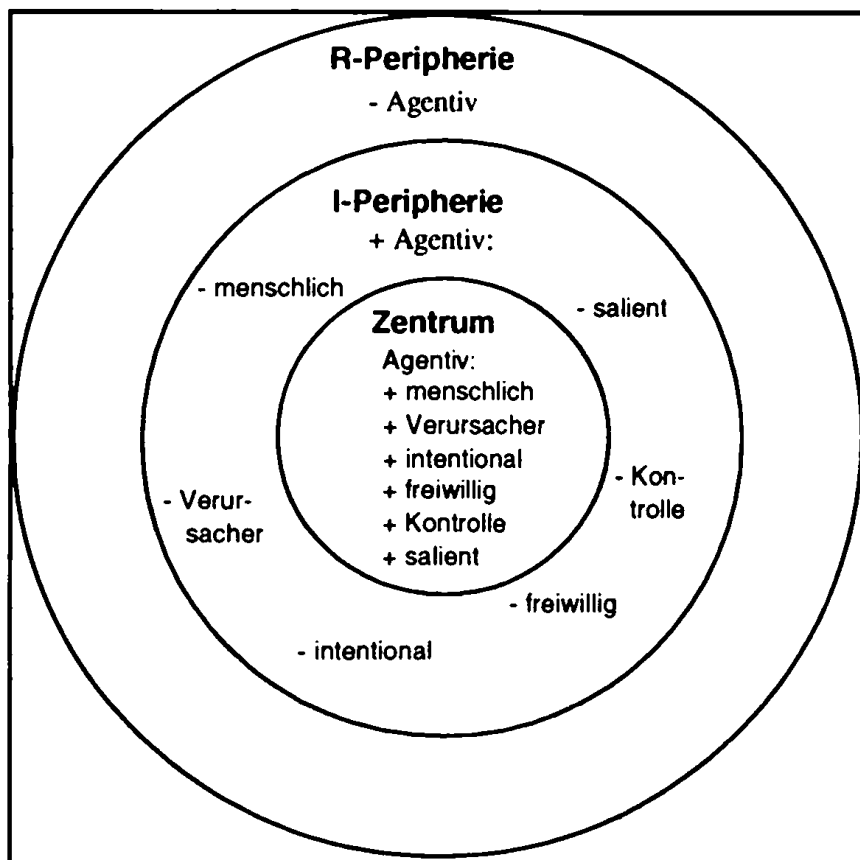 R-Peripherie
- Agentiv
I-Peripherie
+ Agentiv:
- menschlich
- salient
Zentrum
Agentiv:
+ menschlich
+ Verursacher
+ intentional
+ freiwillig
+ Kontrolle
+ salient
- Verur-
sacher
- Kon-
trolle
- freiwillig
- intentional